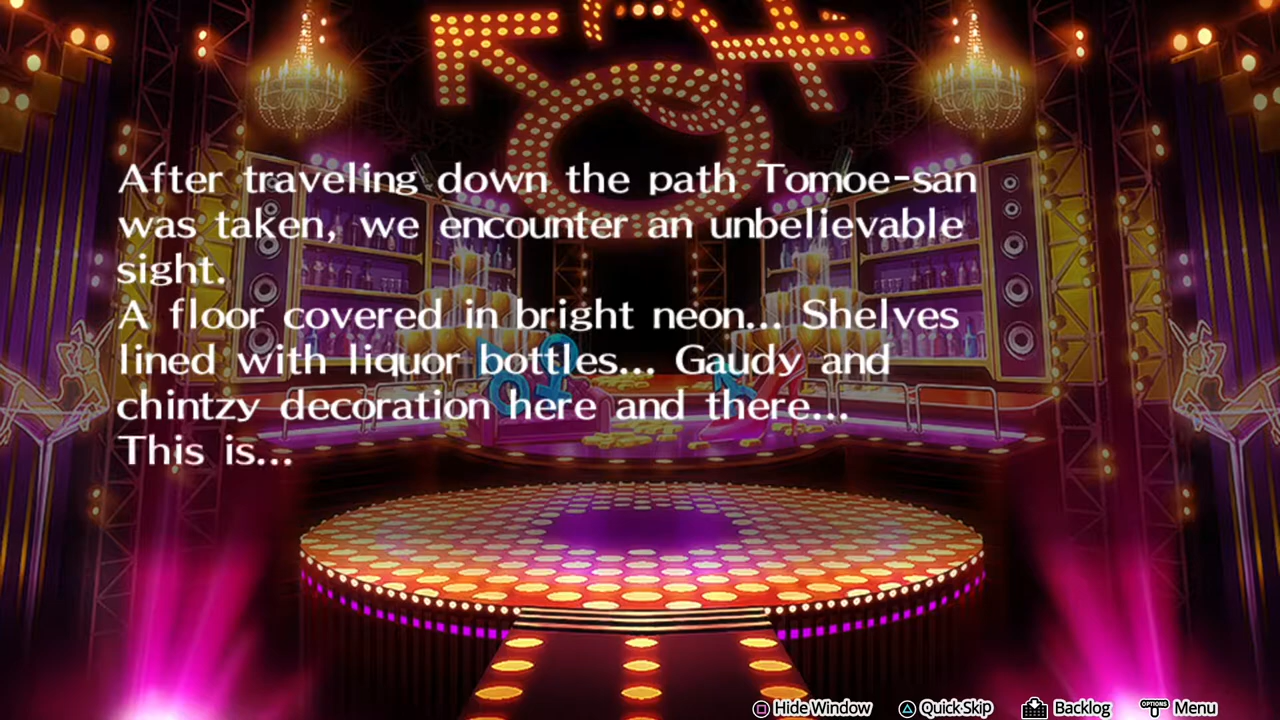 After traveling down the path Tomoe-san
was taken, we encounter an unbelievable
sight.
A floor covered in bright neon... Shelves
lined with liquor bottles... Gaudy and
chintzy decoration here and there...
This is...
Hide Window
Quick Skip
Backlog
OPTIONS
Menu